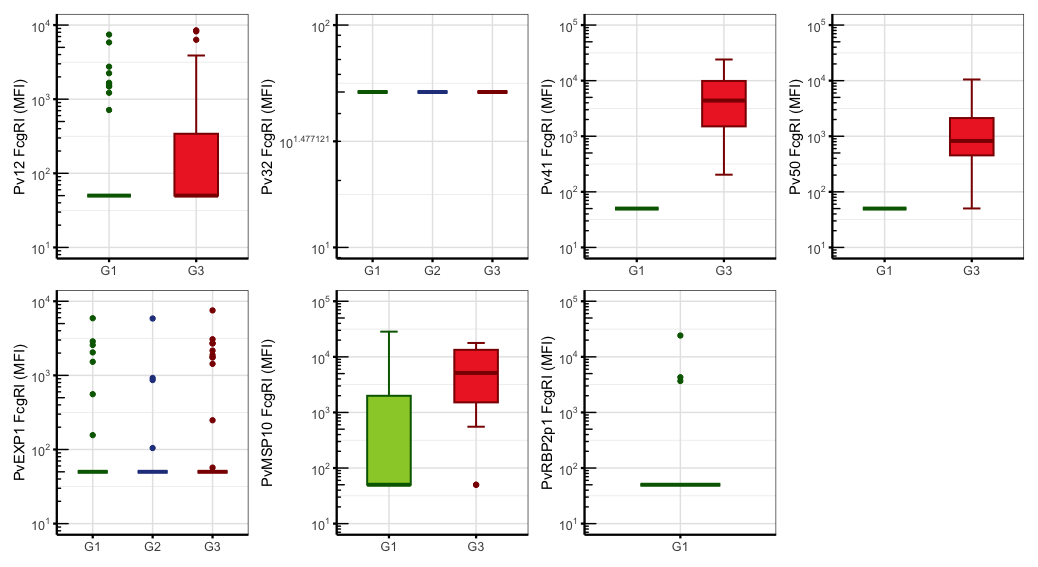 Pv12 FcgRI (MFI)
10^4
10^3
10^2
10^1
G1 G3
Pv32 FcgRI (MFI)
10^2
10^1.477121
10^1
G1 G2 G3
Pv41 FcgRI (MFI)
10^5
10^4
10^3
10^2
10^1
G1 G3
Pv50 FcgRI (MFI)
10^5
10^4
10^3
10^2
10^1
G1 G3
PvEXP1 FcgRI (MFI)
10^4
10^3
10^2
10^1
G1 G2 G3
PvMSP10 FcgRI (MFI)
10^5
10^4
10^3
10^2
10^1
G1 G3
PvRBP2p1 FcgRI (MFI)
10^5
10^4
10^3
10^2
10^1
G1